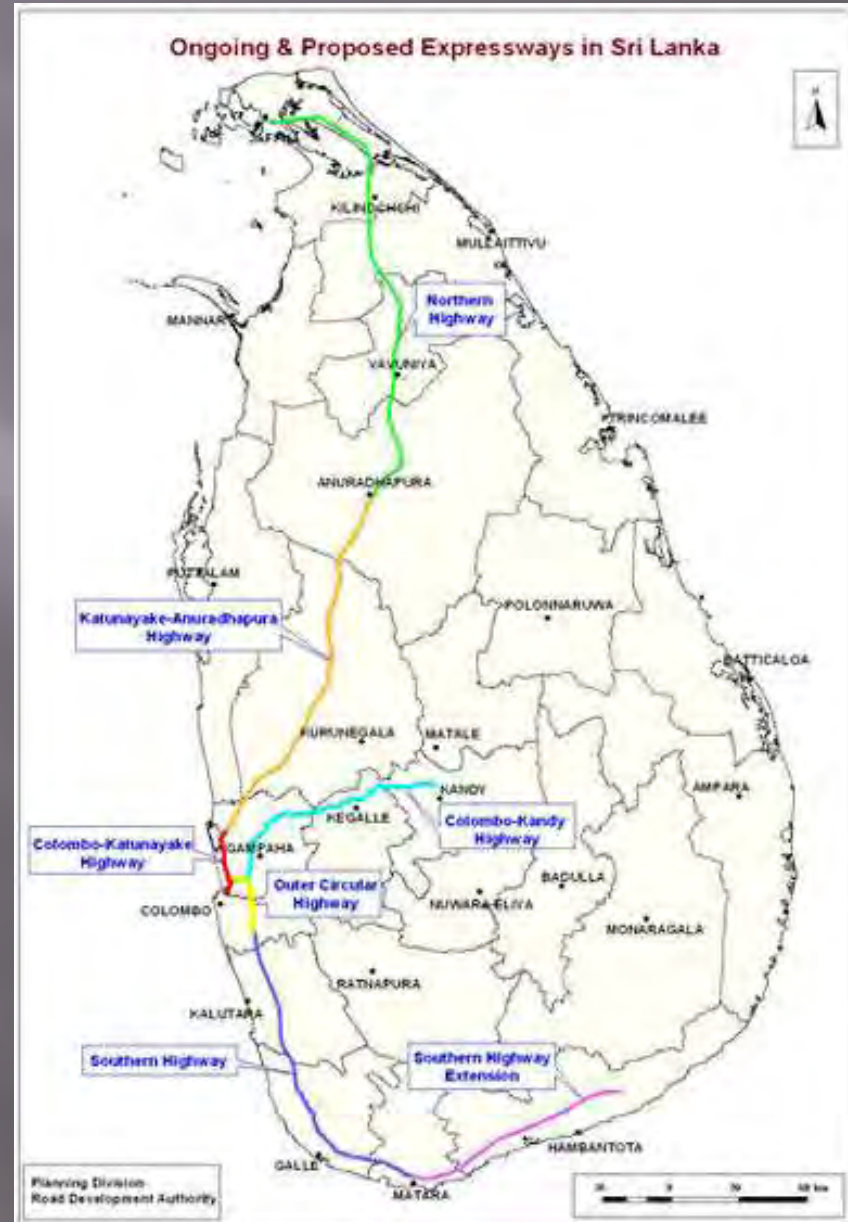 Ongoing & Proposed Expressways in Sri Lanka
N
JAFFNA
KILINOCHCHI
MULLAITTIVU
Northern
Highway
MANNAR
VAVUNIYA
TRINCOMALEE
ANURADHAPURA
PUTTALAM
POLONNARUWA
Katunayake-Anuradhapura
Highway
BATTICALOA
KURUNEGALA
MATALE
KANDY
AMPARA
KEGALLE
Colombo-Kandy
Highway
Colombo-Katunayake
Highway
GAMPAHA
Outer Circular
Highway
BADULLA
NUWARA-ELIYA
COLOMBO
MONARAGALA
RATNAPURA
KALUTARA
Southern Highway
Southern Highway
Extension
HAMBANTOTA
GALLE
MATARA
Planning Division
Road Development Authority